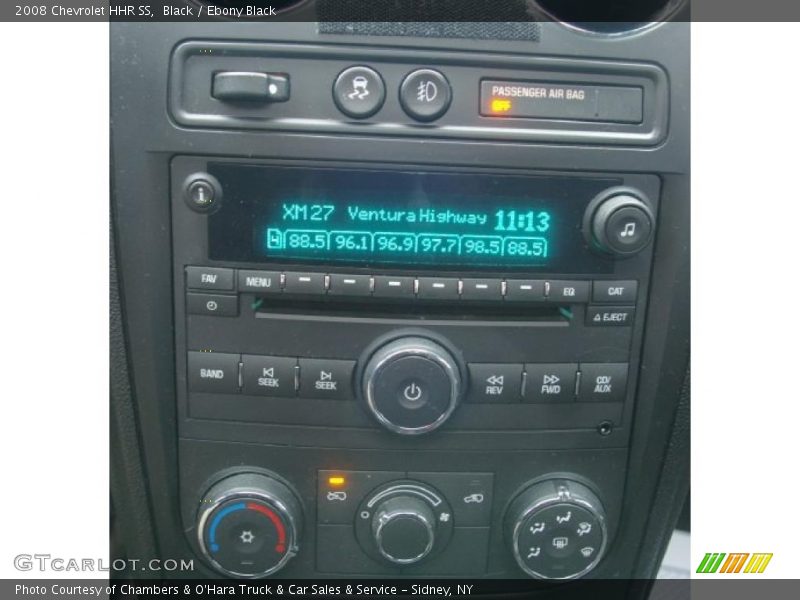 2008 Chevrolet HHR SS, Black / Ebony Black
PASSENGER AIR BAG
OFF
i
XM27 Ventura Highway 11:13
4 88.5 96.1 96.9 97.7 98.5 88.5
FAV MENU EQ CAT
EJECT
BAND SEEK SEEK REV FWD CD/AUX
GTCARLOT.COM
Photo Courtesy of Chambers & O'Hara Truck & Car Sales & Service - Sidney, NY